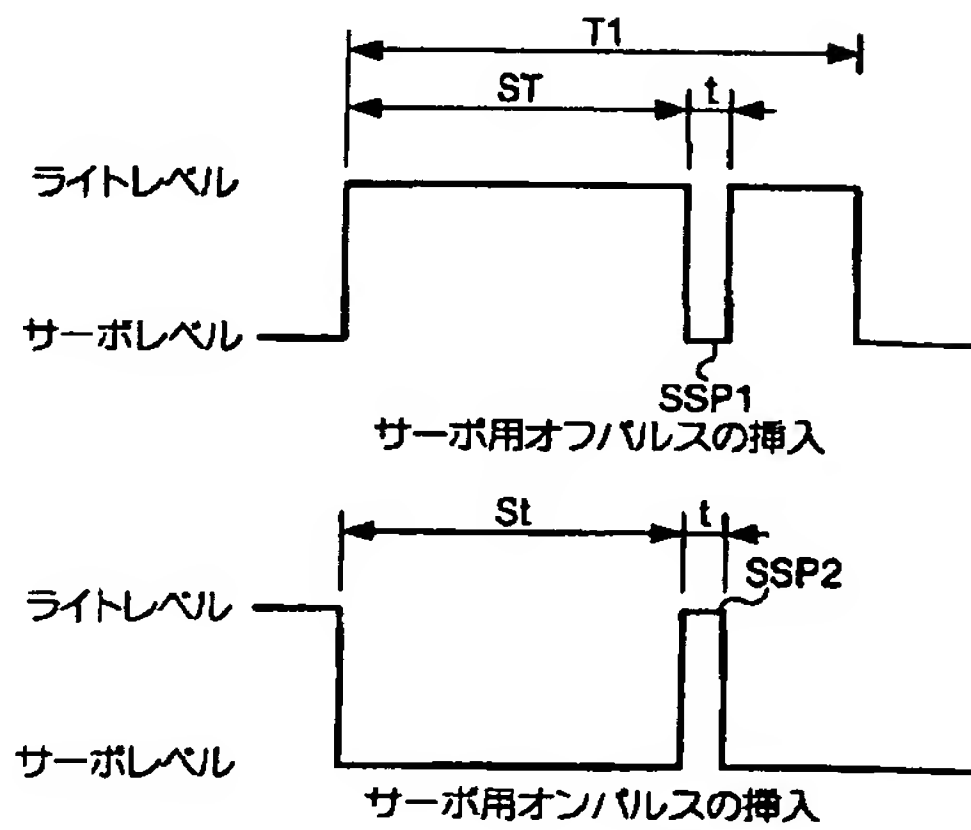 T1
ST t
ライトレベル
サーボレベル
SSP1
サーボ用オフパルスの挿入
St t
SSP2
ライトレベル
サーボレベル
サーボ用オンパルスの挿入